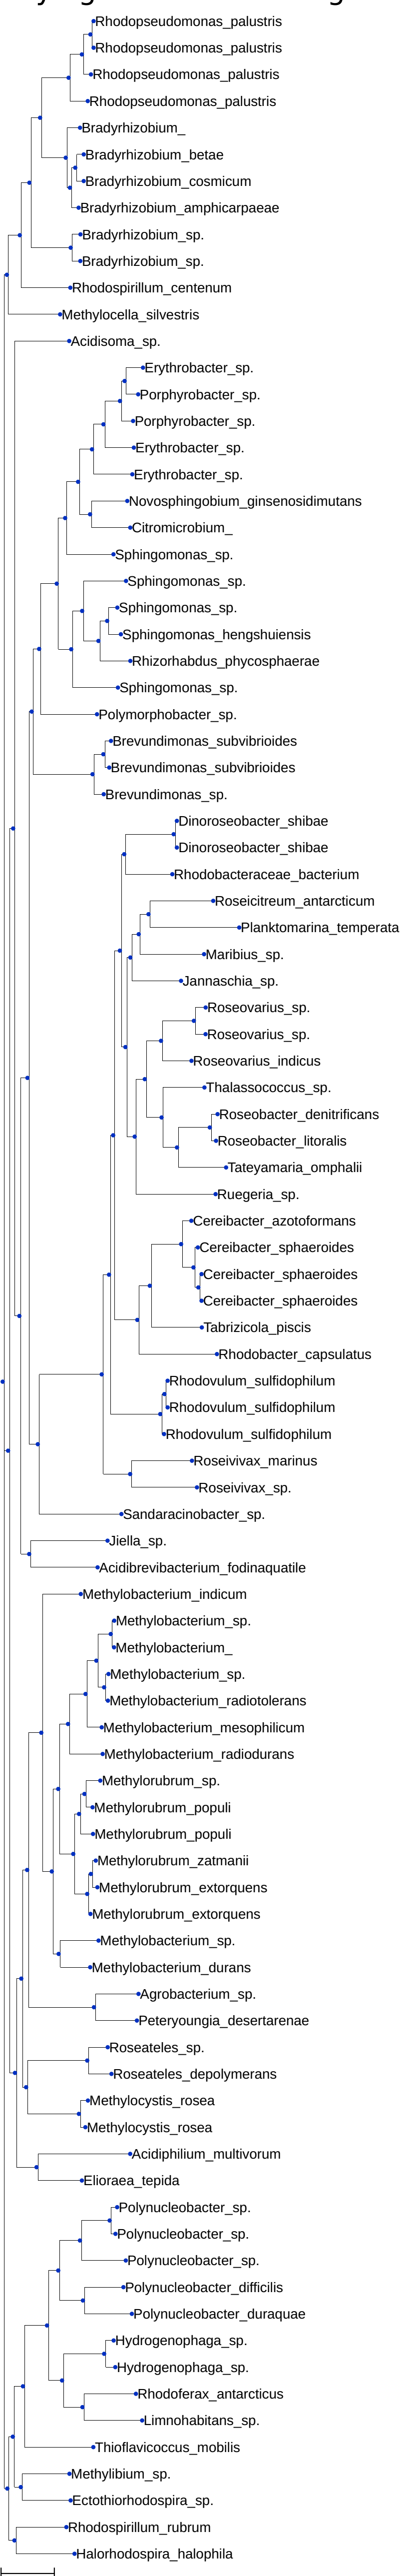 Rhodopseudomonas_palustris
Rhodopseudomonas_palustris
Rhodopseudomonas_palustris
Rhodopseudomonas_palustris
Bradyrhizobium_
Bradyrhizobium_betae
Bradyrhizobium_cosmicum
Bradyrhizobium_amphicarpaeae
Bradyrhizobium_sp.
Bradyrhizobium_sp.
Rhodospirillum_centenum
Methylocella_silvestris
Acidisoma_sp.
Erythrobacter_sp.
Porphyrobacter_sp.
Porphyrobacter_sp.
Erythrobacter_sp.
Erythrobacter_sp.
Novosphingobium_ginsenosidimutans
Citromicrobium_
Sphingomonas_sp.
Sphingomonas_sp.
Sphingomonas_sp.
Sphingomonas_hengshuiensis
Rhizorhabdus_phycosphaerae
Sphingomonas_sp.
Polymorphobacter_sp.
Brevundimonas_subvibrioides
Brevundimonas_subvibrioides
Brevundimonas_sp.
Dinoroseobacter_shibae
Dinoroseobacter_shibae
Rhodobacteraceae_bacterium
Roseicitreum_antarcticum
Planktomarina_temperata
Maribius_sp.
Jannaschia_sp.
Roseovarius_sp.
Roseovarius_sp.
Roseovarius_indicus
Thalassococcus_sp.
Roseobacter_denitrificans
Roseobacter_litoralis
Tateyamaria_omphalii
Ruegeria_sp.
Cereibacter_azotoformans
Cereibacter_sphaeroides
Cereibacter_sphaeroides
Cereibacter_sphaeroides
Tabrizicola_piscis
Rhodobacter_capsulatus
Rhodovulum_sulfidophilum
Rhodovulum_sulfidophilum
Rhodovulum_sulfidophilum
Roseivivax_marinus
Roseivivax_sp.
Sandaracinobacter_sp.
Jiella_sp.
Acidibrevibacterium_fodinaquatile
Methylobacterium_indicum
Methylobacterium_sp.
Methylobacterium_
Methylobacterium_sp.
Methylobacterium_radiotolerans
Methylobacterium_mesophilicum
Methylobacterium_radiodurans
Methylorubrum_sp.
Methylorubrum_populi
Methylorubrum_populi
Methylorubrum_zatmanii
Methylorubrum_extorquens
Methylorubrum_extorquens
Methylobacterium_sp.
Methylobacterium_durans
Agrobacterium_sp.
Peteryoungia_desertarenae
Roseateles_sp.
Roseateles_depolymerans
Methylocystis_rosea
Methylocystis_rosea
Acidiphilium_multivorum
Elioraea_tepida
Polynucleobacter_sp.
Polynucleobacter_sp.
Polynucleobacter_sp.
Polynucleobacter_difficilis
Polynucleobacter_duraquae
Hydrogenophaga_sp.
Hydrogenophaga_sp.
Rhodoferax_antarcticus
Limnohabitans_sp.
Thioflavicoccus_mobilis
Methylibium_sp.
Ectothiorhodospira_sp.
Rhodospirillum_rubrum
Halorhodospira_halophila